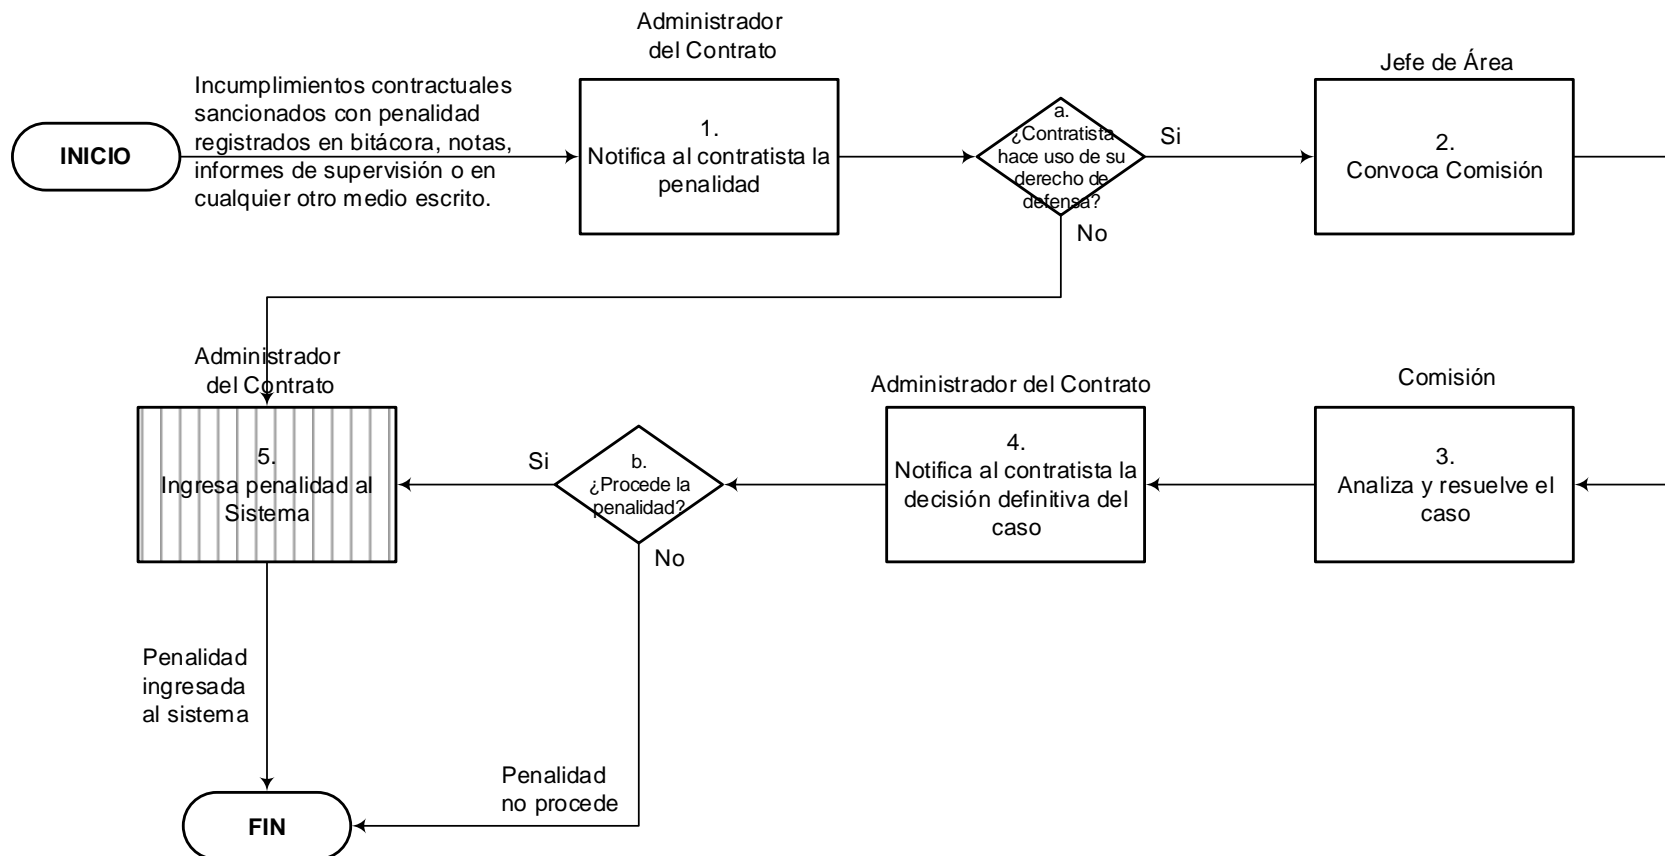 INICIO
Incumplimientos contractuales
sancionados con penalidad
registrados en bitácora, notas,
informes de supervisión o en
cualquier otro medio escrito.
Administrador
del Contrato
1.
Notifica al contratista la
penalidad
a.
¿Contratista
hace uso de su
derecho de
defensa?
Si
No
Jefe de Área
2.
Convoca Comisión
Comisión
3.
Analiza y resuelve el
caso
Administrador del Contrato
4.
Notifica al contratista la
decisión definitiva del
caso
b.
¿Procede la
penalidad?
Si
No
Administrador
del Contrato
5.
Ingresa penalidad al
Sistema
Penalidad
ingresada
al sistema
Penalidad
no procede
FIN